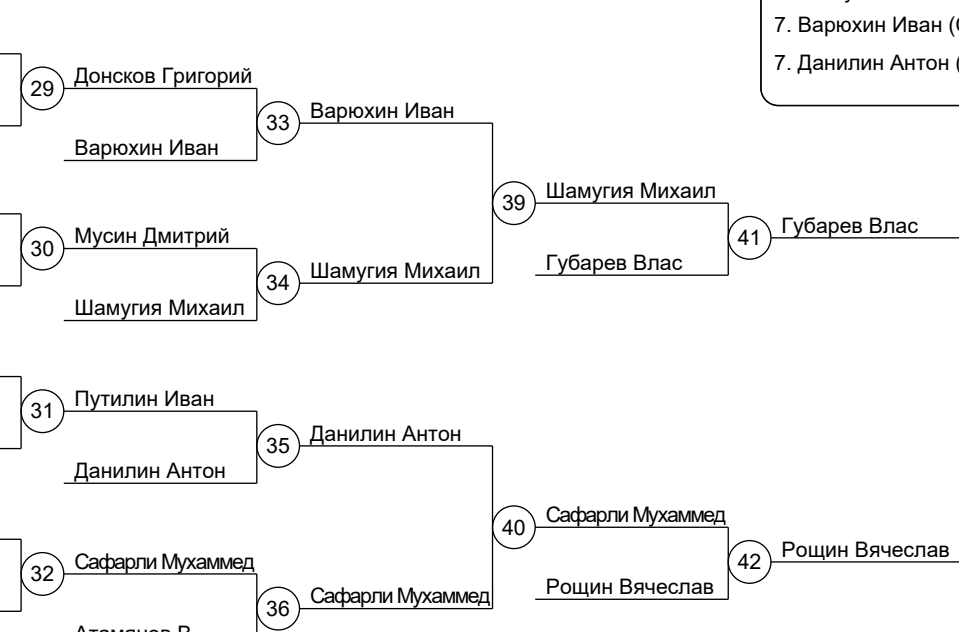 7. Варюхин Иван (
7. Данилин Антон (
29
Донсков Григорий
Варюхин Иван
33
Варюхин Иван
30
Мусин Дмитрий
Шамугия Михаил
34
Шамугия Михаил
39
Шамугия Михаил
Губарев Влас
41
Губарев Влас
31
Путилин Иван
Данилин Антон
35
Данилин Антон
32
Сафарли Мухаммед
36
Сафарли Мухаммед
40
Сафарли Мухаммед
Рощин Вячеслав
42
Рощин Вячеслав